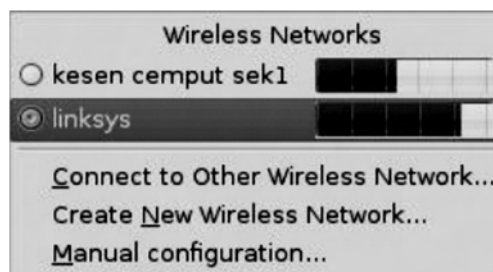 Wireless Networks
kesen cemput sek1
linksys
Connect to Other Wireless Network...
Create New Wireless Network...
Manual configuration...